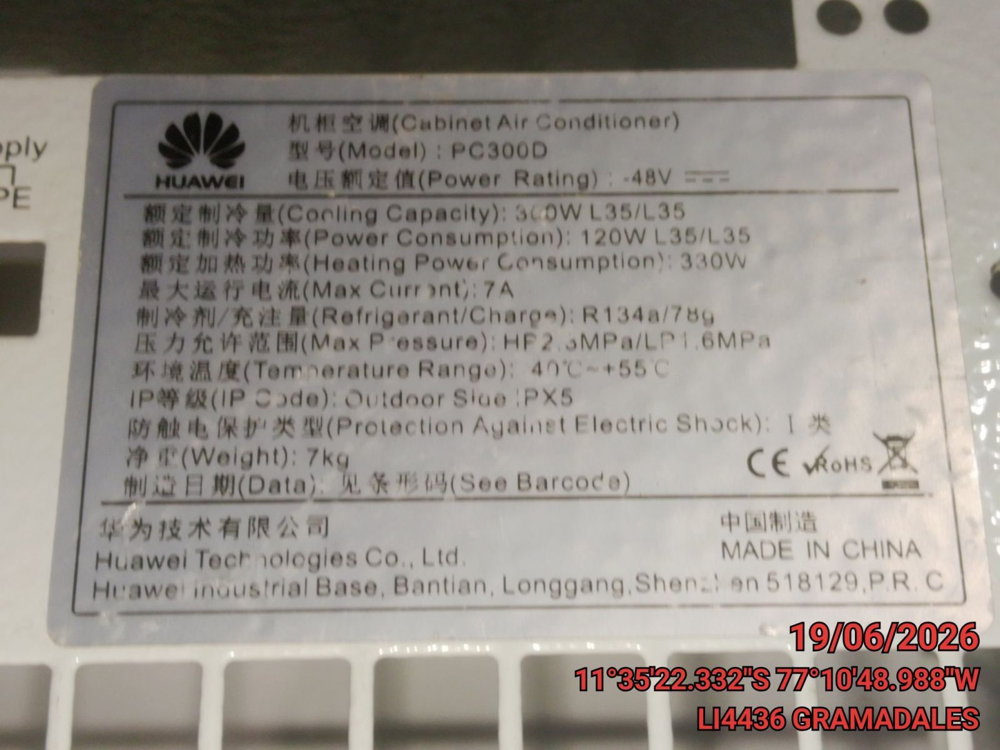 机柜空调(Cabinet Air Conditioner)
型号(Model) : PC300D
HUAWEI
电压额定值(Power Rating) : -48V
pply
PE
额定制冷量(Cooling Capacity): 300W L35/L35
额定制冷功率(Power Consumption): 120W L35/L35
额定加热功率(Heating Power Consumption): 330W
最大运行电流(Max Current): 7A
制冷剂/充注量(Refrigerant/Charge): R134a/78g
压力允许范围(Max Pressure): /LP1.6MPa
环境温度(Temperature Range): 40℃~+55℃
IP等级(IP Code): Outdoor Side IPX5
防触电保护类型(Protection Against Electric Shock): I 类
净重(Weight): 7kg
CE RoHS
制造日期(Data): 见条形码(See Barcode)
华为技术有限公司
中国制造
Huawei Technologies Co., Ltd.
MADE IN CHINA
Huawei Industrial Base, Bantian, Longgang,Shenzhen 518129,P.R. C
19/06/2026
11°35'22.332"S 77°10'48.988"W
LI4436 GRAMADALES